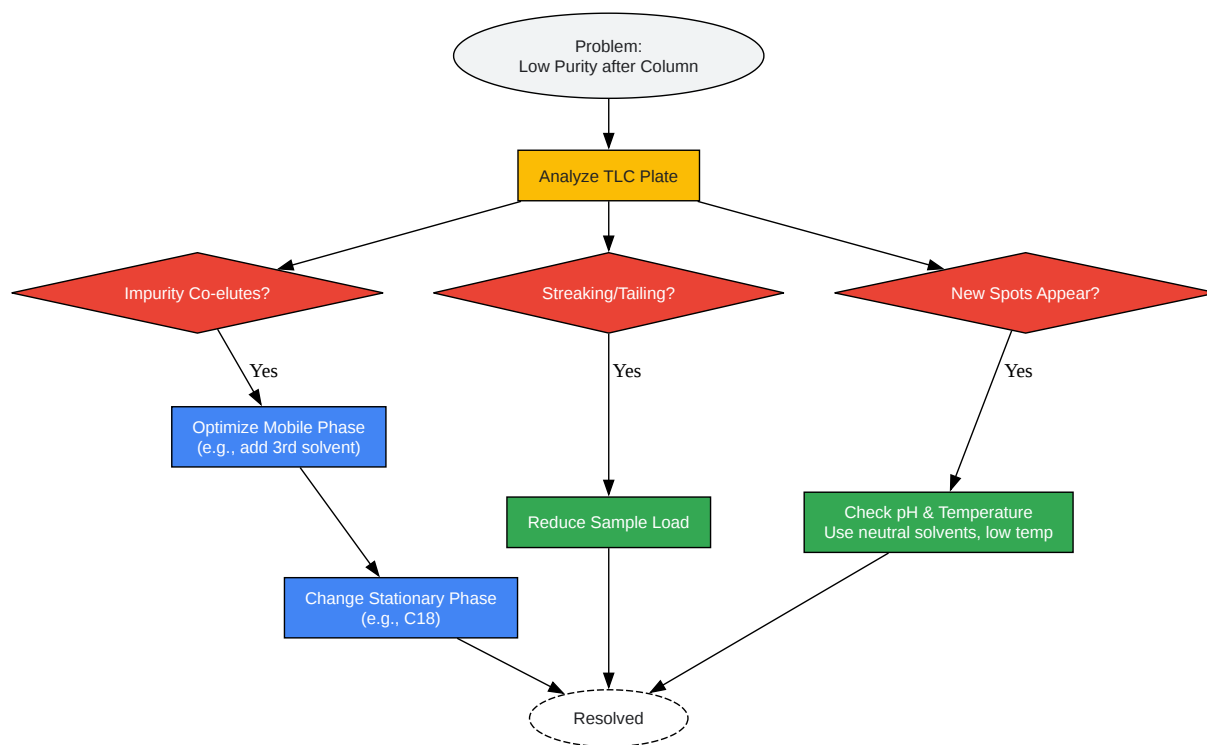 Problem:
Low Purity after Column
Analyze TLC Plate
Impurity Co-elutes?
Streaking/Tailing?
New Spots Appear?
Yes
Yes
Yes
Optimize Mobile Phase
(e.g., add 3rd solvent)
Reduce Sample Load
Check pH & Temperature
Use neutral solvents, low temp
Change Stationary Phase
(e.g., C18)
Resolved